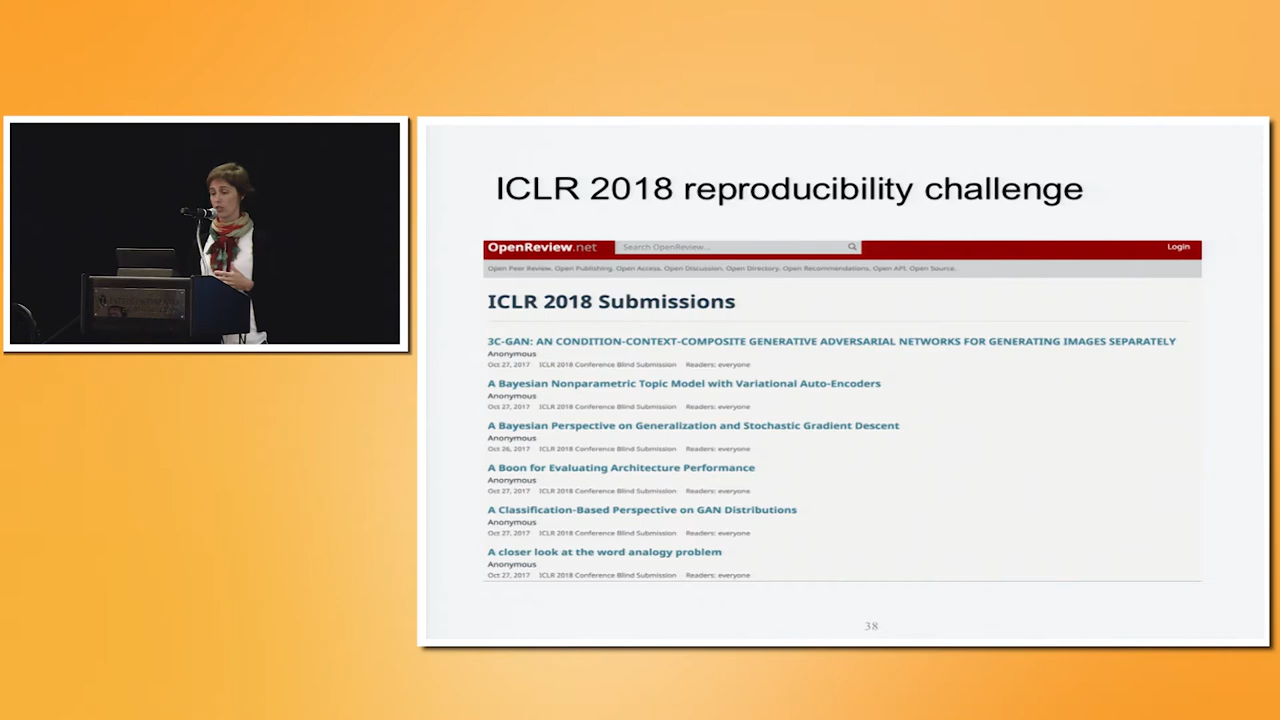 ICLR 2018 reproducibility challenge
OpenReview.net Search OpenReview... Login
Open Peer Review. Open Publishing. Open Access. Open Discussion. Open Directory. Open Recommendations. Open API. Open Source.
ICLR 2018 Submissions
3C-GAN: AN CONDITION-CONTEXT-COMPOSITE GENERATIVE ADVERSARIAL NETWORKS FOR GENERATING IMAGES SEPARATELY
Anonymous
Oct 27, 2017 ICLR 2018 Conference Blind Submission Readers: everyone
A Bayesian Nonparametric Topic Model with Variational Auto-Encoders
Anonymous
Oct 27, 2017 ICLR 2018 Conference Blind Submission Readers: everyone
A Bayesian Perspective on Generalization and Stochastic Gradient Descent
Anonymous
Oct 26, 2017 ICLR 2018 Conference Blind Submission Readers: everyone
A Boon for Evaluating Architecture Performance
Anonymous
Oct 27, 2017 ICLR 2018 Conference Blind Submission Readers: everyone
A Classification-Based Perspective on GAN Distributions
Anonymous
Oct 27, 2017 ICLR 2018 Conference Blind Submission Readers: everyone
A closer look at the word analogy problem
Anonymous
Oct 27, 2017 ICLR 2018 Conference Blind Submission Readers: everyone
38